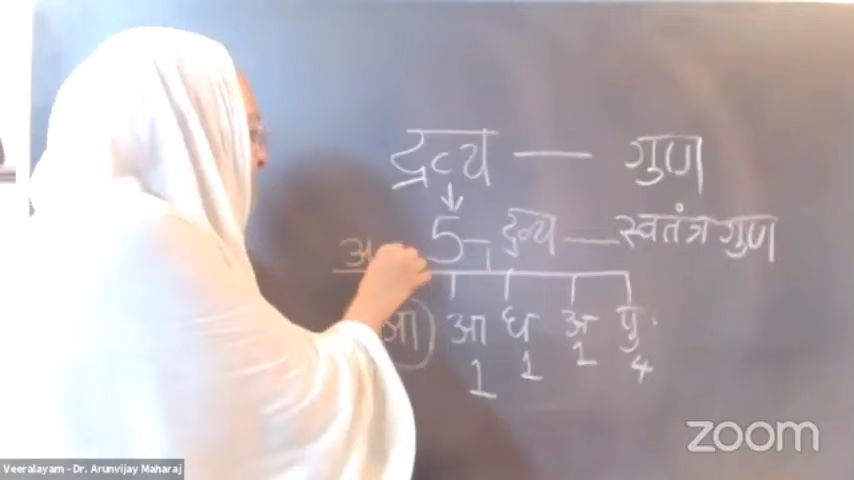 द्रव्य — गुण
↓
5 द्रव्य — स्वतंत्र गुण
आ ध अ पु.
1 1 1 4
zoom
Veeralayam - Dr. Arunvijay Maharaj